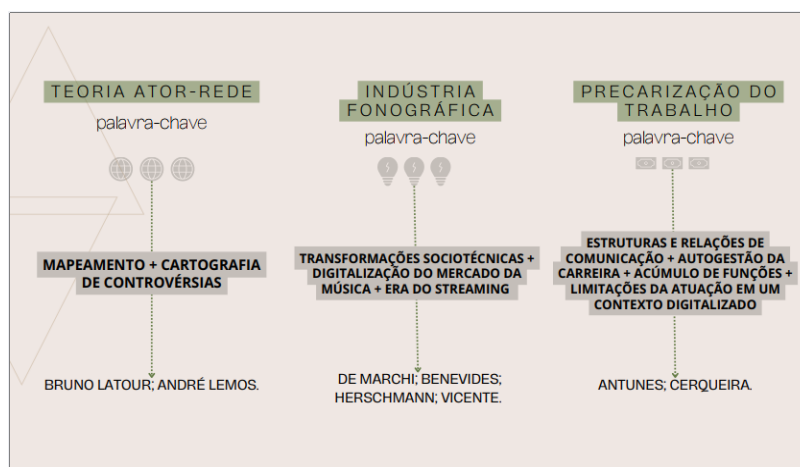 TEORIA ATOR-REDE
palavra-chave
MAPEAMENTO + CARTOGRAFIA
DE CONTROVÉRSIAS
BRUNO LATOUR; ANDRÉ LEMOS.
INDÚSTRIA
FONOGRÁFICA
palavra-chave
TRANSFORMAÇÕES SOCIOTÉCNICAS +
DIGITALIZAÇÃO DO MERCADO DA
MÚSICA + ERA DO STREAMING
DE MARCHI; BENEVIDES;
HERSCHMANN; VICENTE.
PRECARIZAÇÃO DO
TRABALHO
palavra-chave
ESTRUTURAS E RELAÇÕES DE
COMUNICAÇÃO + AUTOGESTÃO DA
CARREIRA + ACÚMULO DE FUNÇÕES +
LIMITAÇÕES DA ATUAÇÃO EM UM
CONTEXTO DIGITALIZADO
ANTUNES; CERQUEIRA.